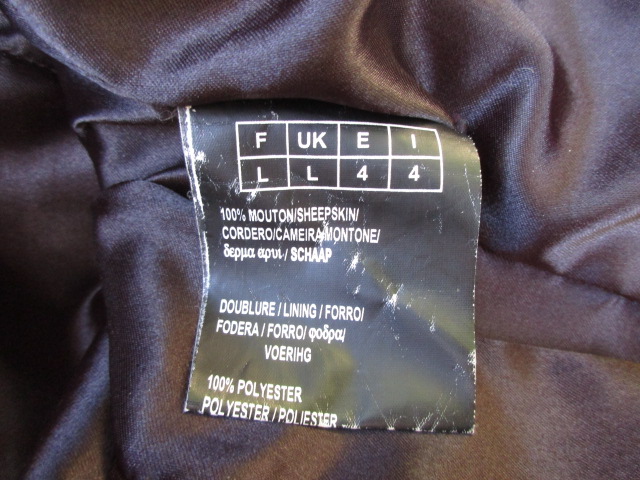 F UK E I
L L 4 4
100% MOUTON/SHEEPSKIN/
CORDERO/CAMEIRA/MONTONE/
δερμα αρνι / SCHAAP
DOUBLURE / LINING / FORRO/
FODERA / FORRO/ φοδρα/
VOERIHG
100% POLYESTER
POLYESTER / POLIESTER